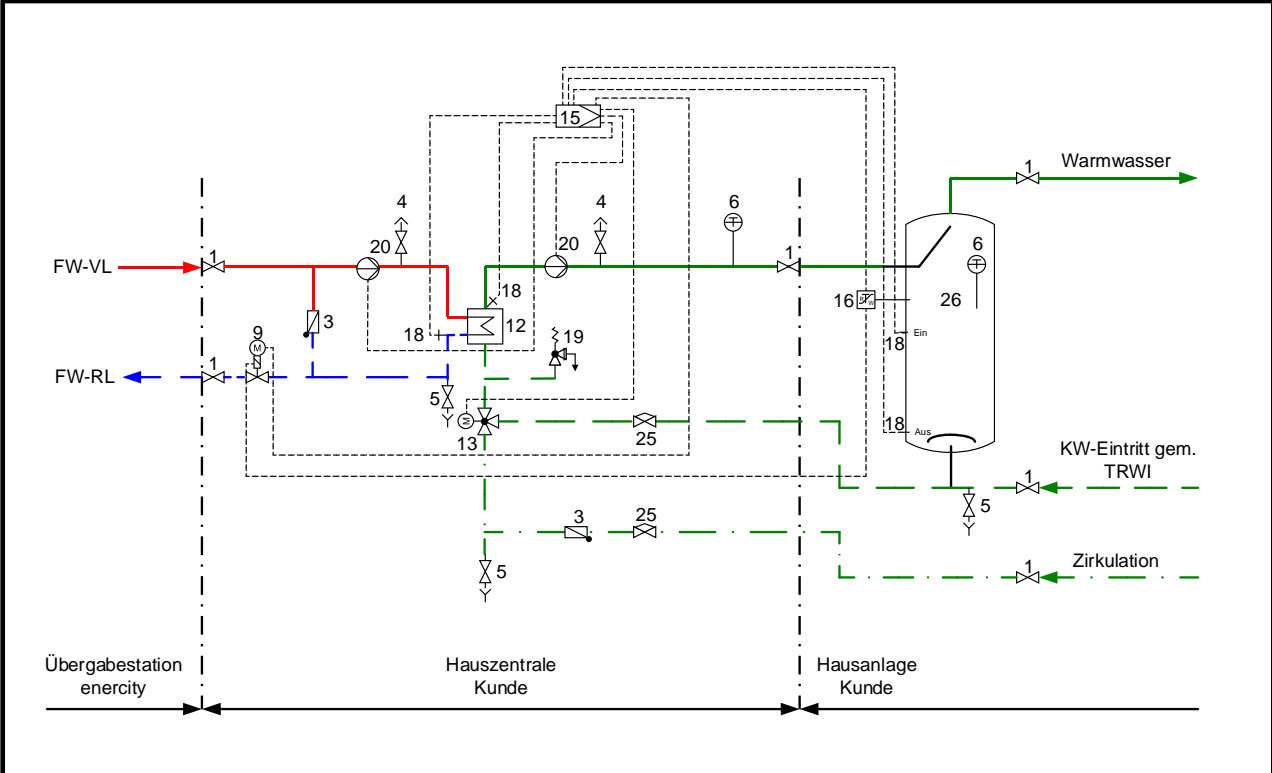 15
1
Warmwasser
4
4
6
20
20
1
1
6
FW-VL
18
16
26
3
18
12
19
Ein
18
9
M
1
FW-RL
5
M
13
25
18
Aus
KW-Eintritt gem.
TRWI
1
5
3
25
5
1
Zirkulation
Übergabestation
enercity
Hauszentrale
Kunde
Hausanlage
Kunde